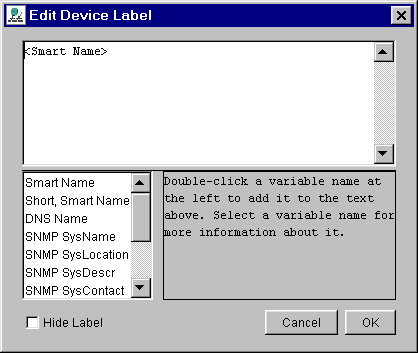 Edit Device Label
<Smart Name>
Smart Name
Short, Smart Name
DNS Name
SNMP SysName
SNMP SysLocation
SNMP SysDescr
SNMP SysContact
Double-click a variable name at
the left to add it to the text
above. Select a variable name for
more information about it.
Hide Label
Cancel
OK